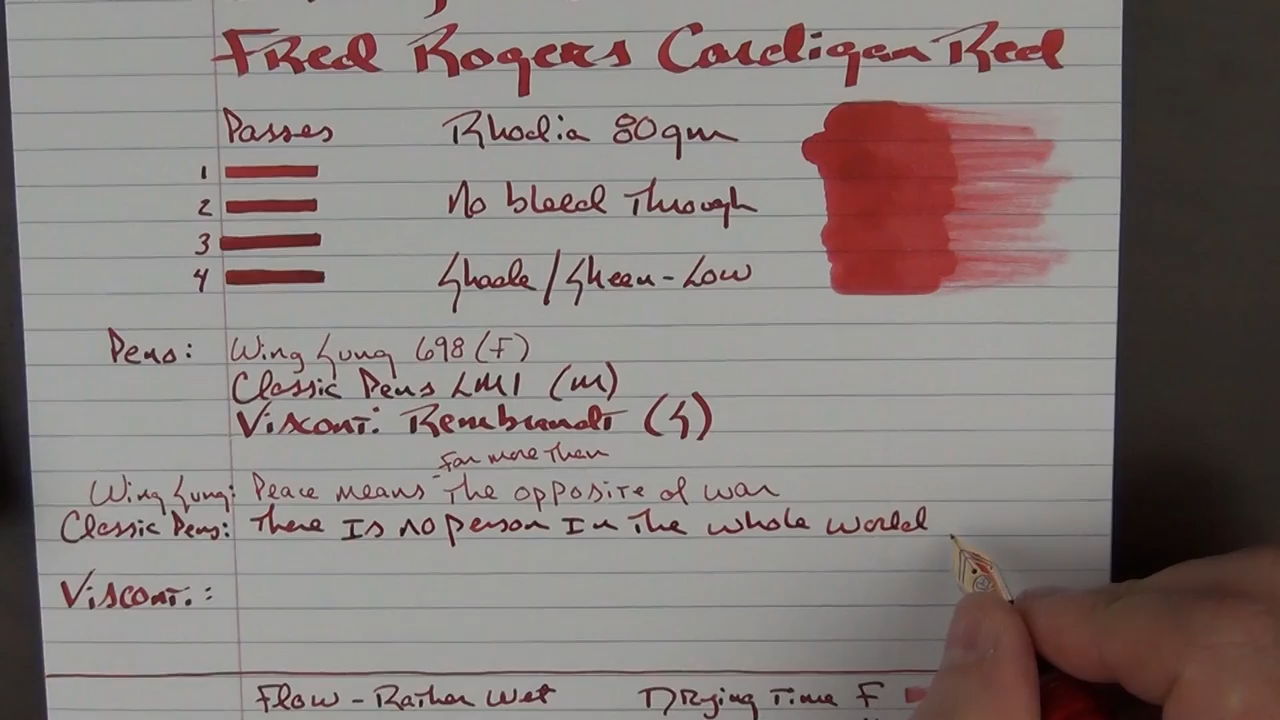 Fred Rogers Cardigan Red
Passes
Rhodia 80gm
1
2
No bleed Through
3
4
Shade/Sheen-Low
Pens: Wing Sung 698 (F)
Classic Pens LM1 (M)
Visconti Rembrandt (S)
far more than
Wing Sung: Peace means The opposite of war
Classic Pens: There Is no person In The whole world
Visconti:
Flow - Rather Wet
Drying Time F